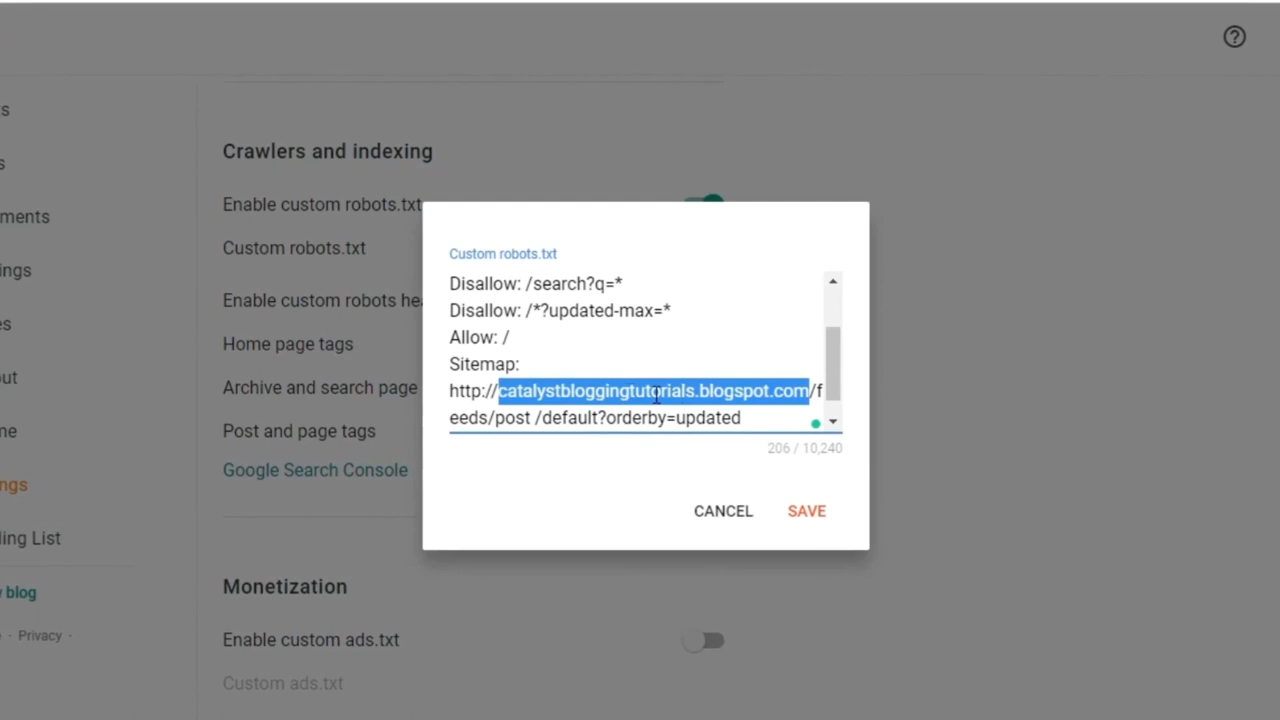 ts
Crawlers and indexing
s
Enable custom robots.txt
ments
Custom robots.txt
Custom robots.txt
ings
Disallow: /search?q=*
Enable custom robots hea
Disallow: /*?updated-max=*
es
Allow: /
Home page tags
Sitemap:
out
Archive and search page
http://catalystbloggingtutorials.blogspot.com/f
eeds/post /default?orderby=updated
me
Post and page tags
206 / 10,240
Google Search Console
ngs
CANCEL
SAVE
ling List
Monetization
w blog
Privacy ·
Enable custom ads.txt
Custom ads.txt